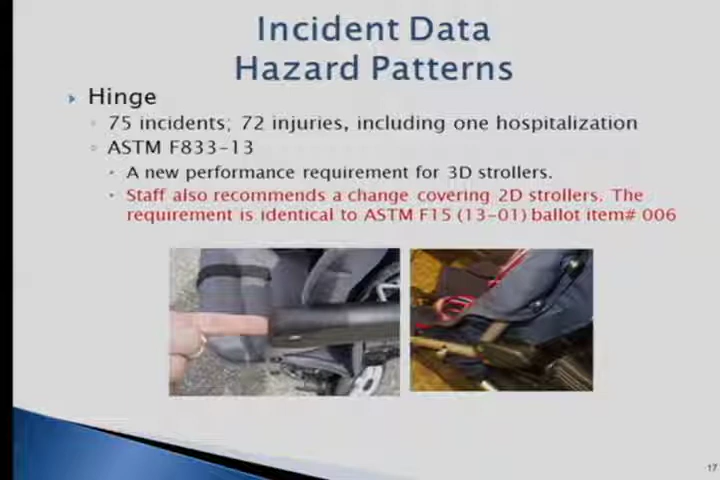 Incident Data
Hazard Patterns
Hinge
75 incidents; 72 injuries, including one hospitalization
ASTM F833-13
A new performance requirement for 3D strollers.
Staff also recommends a change covering 2D strollers. The
requirement is identical to ASTM F15 (13-01) ballot item# 006
17